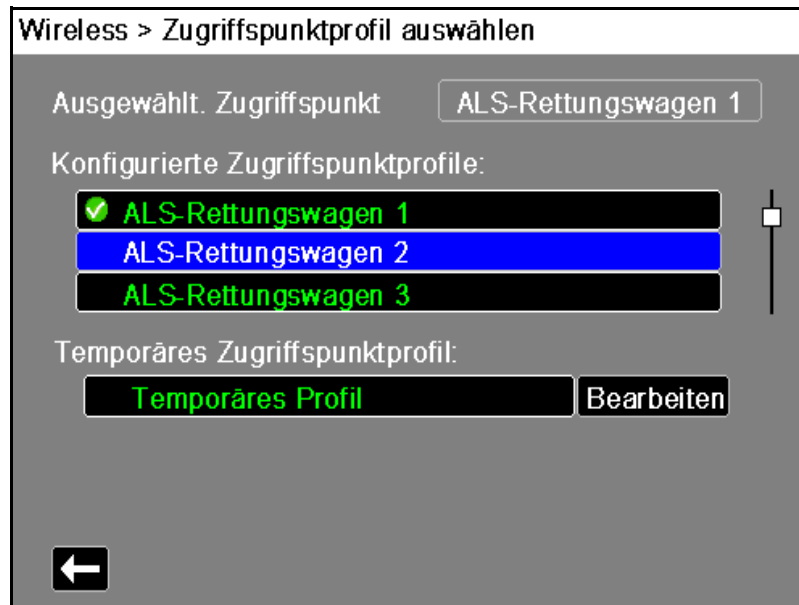 Wireless > Zugriffspunktprofil auswählen
Ausgewählt. Zugriffspunkt ALS-Rettungswagen 1
Konfigurierte Zugriffspunktprofile:
ALS-Rettungswagen 1
ALS-Rettungswagen 2
ALS-Rettungswagen 3
Temporäres Zugriffspunktprofil:
Temporäres Profil Bearbeiten